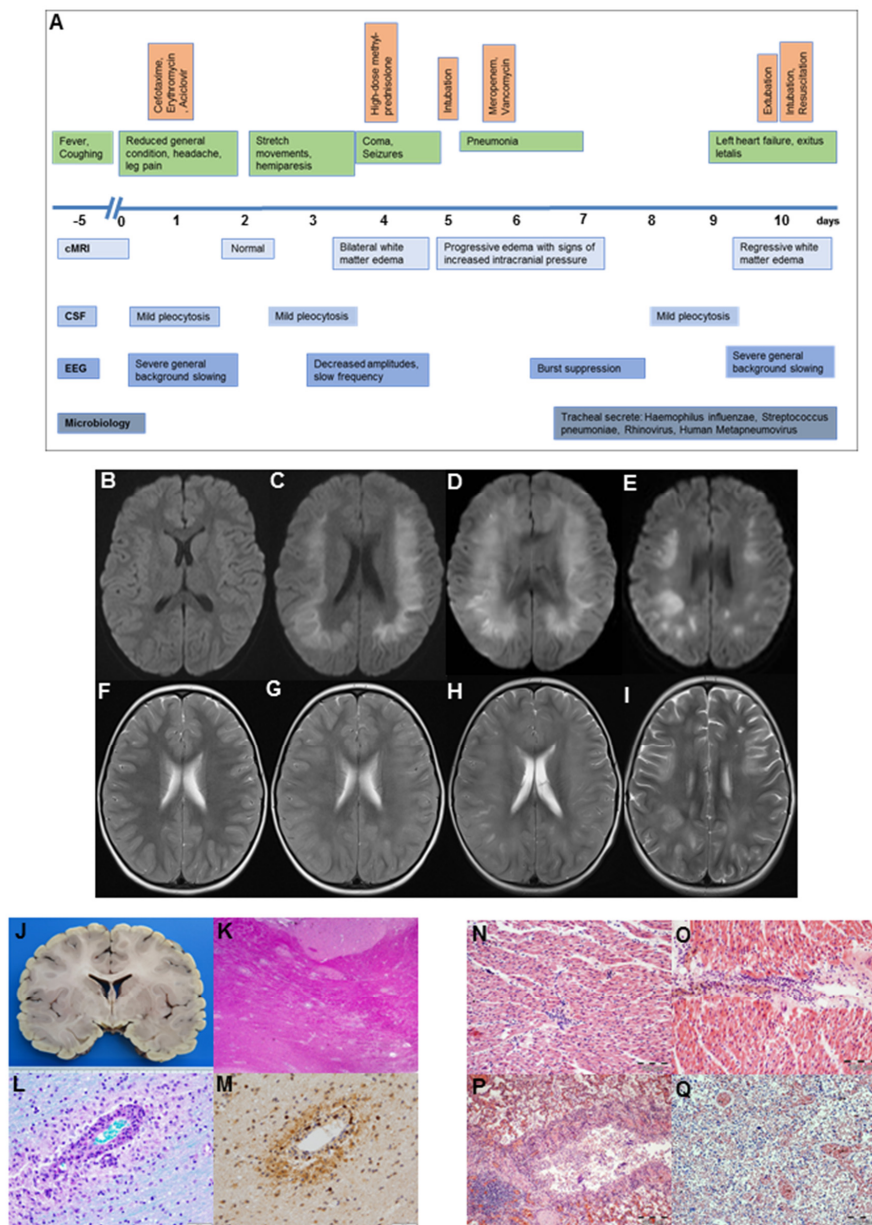 A
Cefotaxime,
Erythromycin
, Aciclovir
High-dose methyl-
prednisolone
Intubation
Meropenem,
Vancomycin
Extubation
Intubation,
Resuscitation
Fever,
Coughing
Reduced general
condition, headache,
leg pain
Stretch
movements,
hemiparesis
Coma,
Seizures
Pneumonia
Left heart failure, exitus
letalis
-5 0 1 2 3 4 5 6 7 8 9 10 days
cMRI
Normal
Bilateral white
matter edema
Progressive edema with signs of
increased intracranial pressure
Regressive white
matter edema
CSF
Mild pleocytosis
Mild pleocytosis
Mild pleocytosis
EEG
Severe general
background slowing
Decreased amplitudes,
slow frequency
Burst suppression
Severe general
background slowing
Microbiology
Tracheal secrete: Haemophilus influenzae, Streptococcus
pneumoniae, Rhinovirus, Human Metapneumovirus
B C D E
F G H I
J K N O
L M P Q